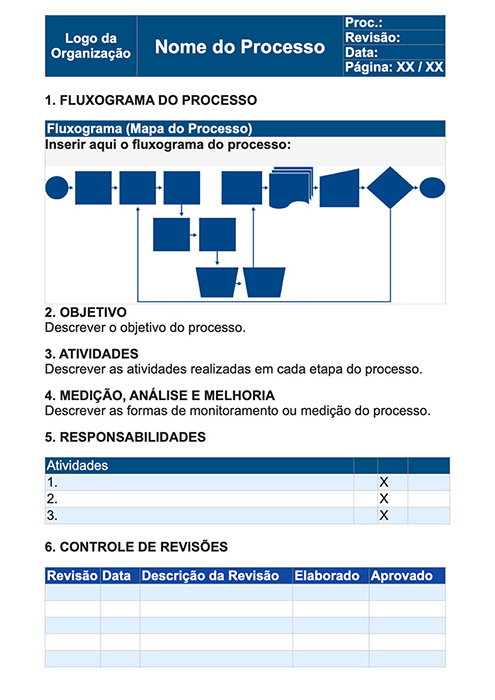 Logo da
Organização
Nome do Processo
Proc.:
Revisão:
Data:
Página: XX / XX
1. FLUXOGRAMA DO PROCESSO
Fluxograma (Mapa do Processo)
Inserir aqui o fluxograma do processo:
2. OBJETIVO
Descrever o objetivo do processo.
3. ATIVIDADES
Descrever as atividades realizadas em cada etapa do processo.
4. MEDIÇÃO, ANÁLISE E MELHORIA
Descrever as formas de monitoramento ou medição do processo.
5. RESPONSABILIDADES
Atividades
1. X
2. X
3. X
6. CONTROLE DE REVISÕES
Revisão Data Descrição da Revisão Elaborado Aprovado